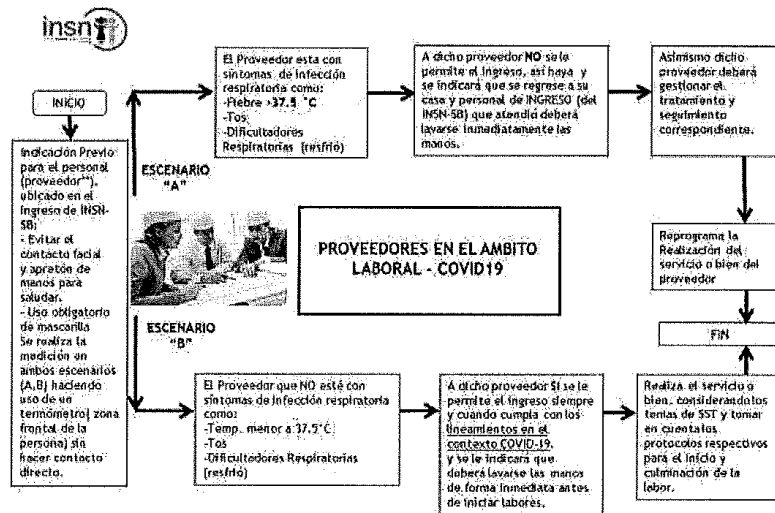 insn
INICIO
Indicación Previo
para el personal
(proveedor**),
ubicado en el
Ingreso de INSN-
SB:
- Evitar el
contacto facial
y apretón de
manos para
saludar.
- Uso obligatorio
de mascarilla
Se realiza la
medición en
ambos escenarios
(A,B) haciendo
uso de un
termómetro( zona
frontal de la
persona) sin
hacer contacto
directo.
ESCENARIO
"A"
El Proveedor esta con
síntomas de infección
respiratoria como:
-Fiebre >37.5 °C
-Tos
-Dificultadores
Respiratorias (resfrió)
A dicho proveedor NO se le
permite el ingreso, así haya y
se indicará que se regrese a su
casa y personal de INGRESO (del
INSN-SB) que atendió deberá
lavarse inmediatamente las
manos.
Asimismo dicho
proveedor deberá
gestionar el
tratamiento y
seguimiento
correspondiente.
PROVEEDORES EN EL AMBITO
LABORAL - COVID19
Reprograma la
Realización del
servicio o bien del
proveedor
FIN
ESCENARIO
"B"
El Proveedor que NO esté con
síntomas de infección respiratoria
como:
-Temp. menor a 37.5°C
-Tos
-Dificultadores Respiratorias
(resfrió)
A dicho proveedor SI se le
permite el ingreso siempre
y cuando cumpla con los
lineamientos en el
contexto COVID-19.
y se le indicará que
deberá lavarse las manos
de forma inmediata antes
de iniciar labores.
Realiza el servicio o
bien, considerando los
temas de SST y tomar
en cuenta los
protocolos respectivos
para el inicio y
culminación de la
labor.